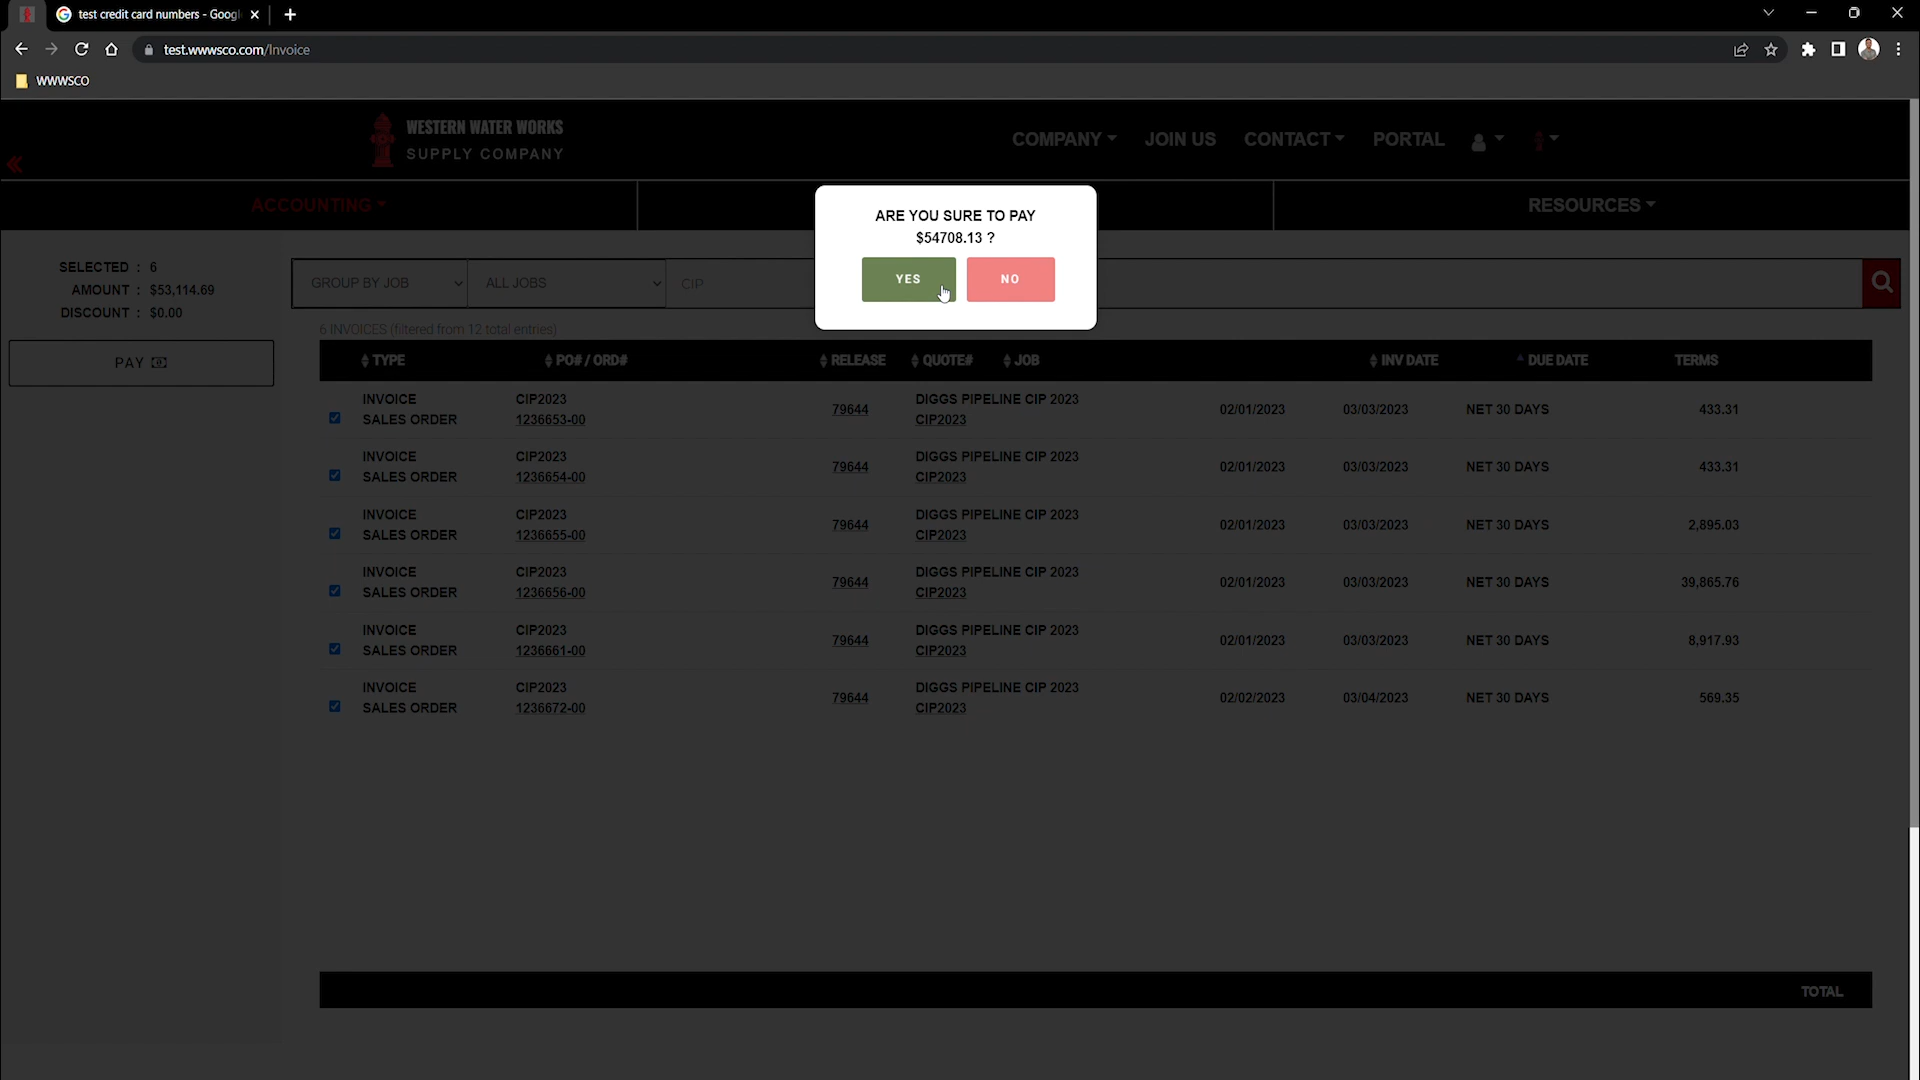 test credit card numbers - Googl
test.wwwsco.com/Invoice
WWWSCO
WESTERN WATER WORKS
SUPPLY COMPANY
COMPANY
JOIN US
CONTACT
PORTAL
ACCOUNTING
RESOURCES
ARE YOU SURE TO PAY
$54708.13 ?
YES
NO
SELECTED : 6
AMOUNT : $53,114.69
DISCOUNT : $0.00
PAY
GROUP BY JOB
ALL JOBS
CIP
6 INVOICES (filtered from 12 total entries)
TYPE PO# / ORD# RELEASE QUOTE# JOB INV DATE DUE DATE TERMS
INVOICE CIP2023 DIGGS PIPELINE CIP 2023
SALES ORDER 1236653-00 79644 CIP2023 02/01/2023 03/03/2023 NET 30 DAYS 433.31
INVOICE CIP2023 DIGGS PIPELINE CIP 2023
SALES ORDER 1236654-00 79644 CIP2023 02/01/2023 03/03/2023 NET 30 DAYS 433.31
INVOICE CIP2023 DIGGS PIPELINE CIP 2023
SALES ORDER 1236655-00 79644 CIP2023 02/01/2023 03/03/2023 NET 30 DAYS 2,895.03
INVOICE CIP2023 DIGGS PIPELINE CIP 2023
SALES ORDER 1236656-00 79644 CIP2023 02/01/2023 03/03/2023 NET 30 DAYS 39,865.76
INVOICE CIP2023 DIGGS PIPELINE CIP 2023
SALES ORDER 1236661-00 79644 CIP2023 02/01/2023 03/03/2023 NET 30 DAYS 8,917.93
INVOICE CIP2023 DIGGS PIPELINE CIP 2023
SALES ORDER 1236672-00 79644 CIP2023 02/02/2023 03/04/2023 NET 30 DAYS 569.35
TOTAL